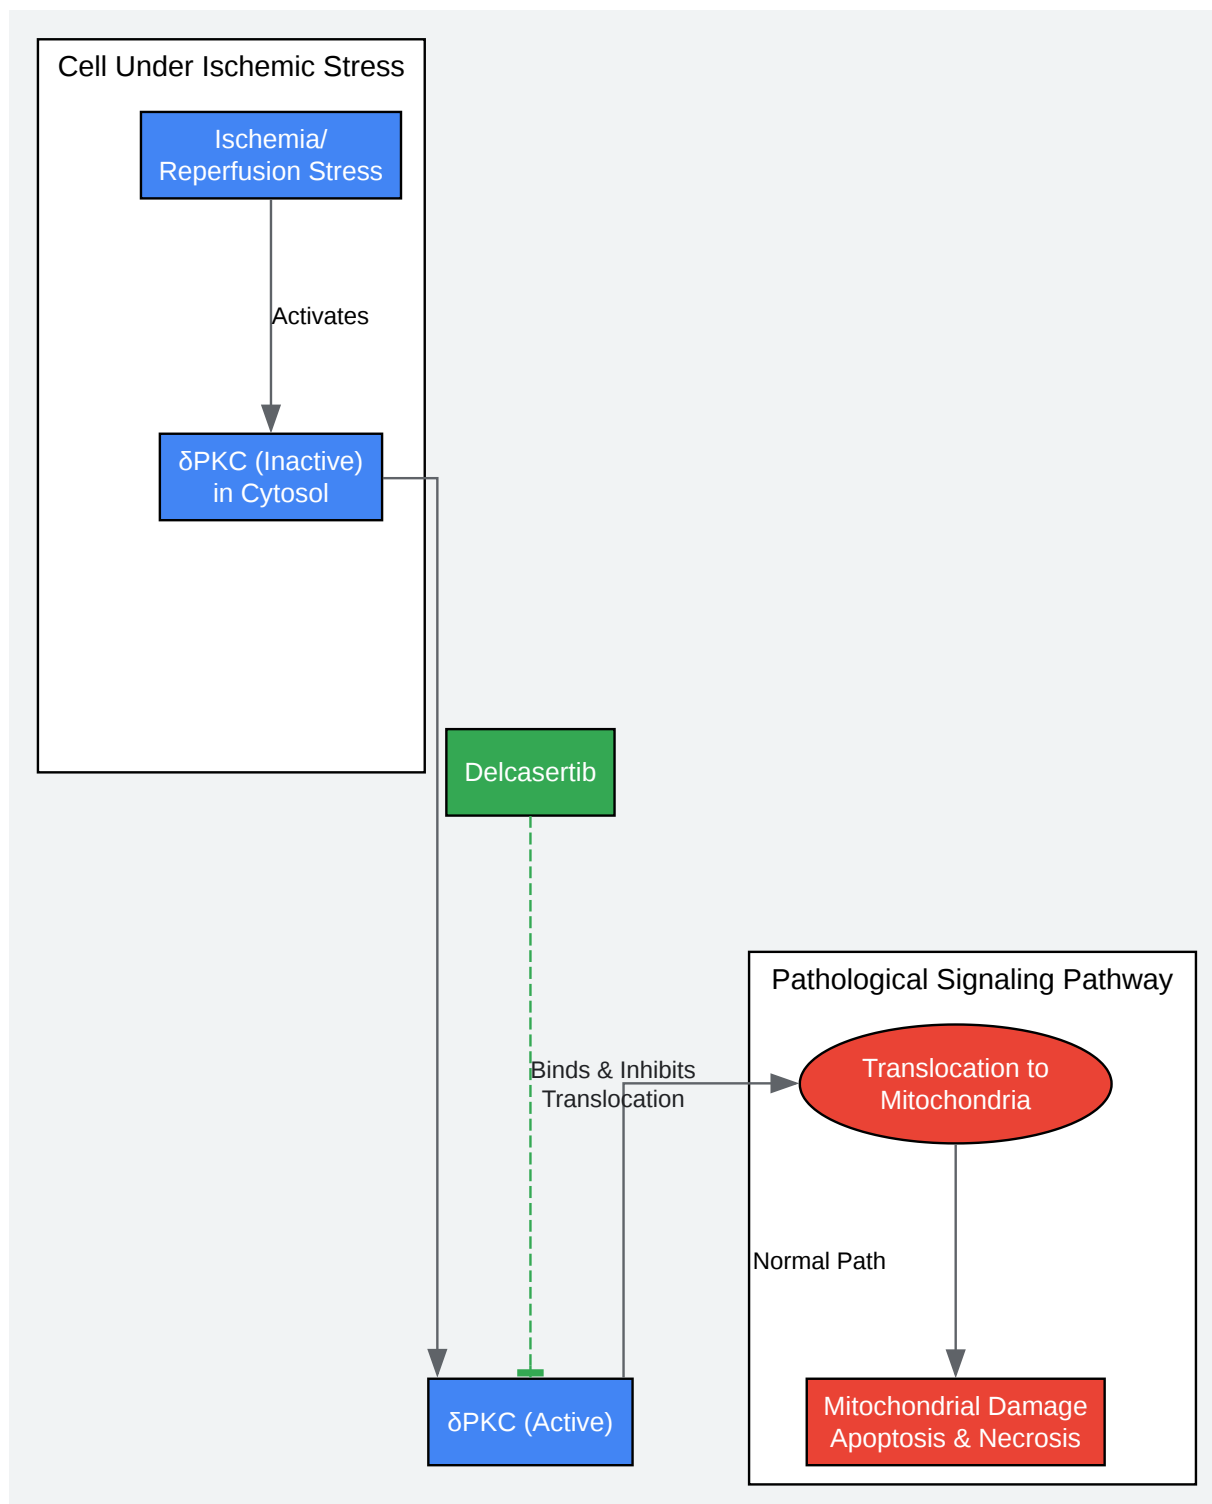 Cell Under Ischemic Stress
Ischemia/
Reperfusion Stress
Activates
δPKC (Inactive)
in Cytosol
Delcasertib
Pathological Signaling Pathway
Binds & Inhibits
Translocation
Translocation to
Mitochondria
Normal Path
δPKC (Active)
Mitochondrial Damage
Apoptosis & Necrosis